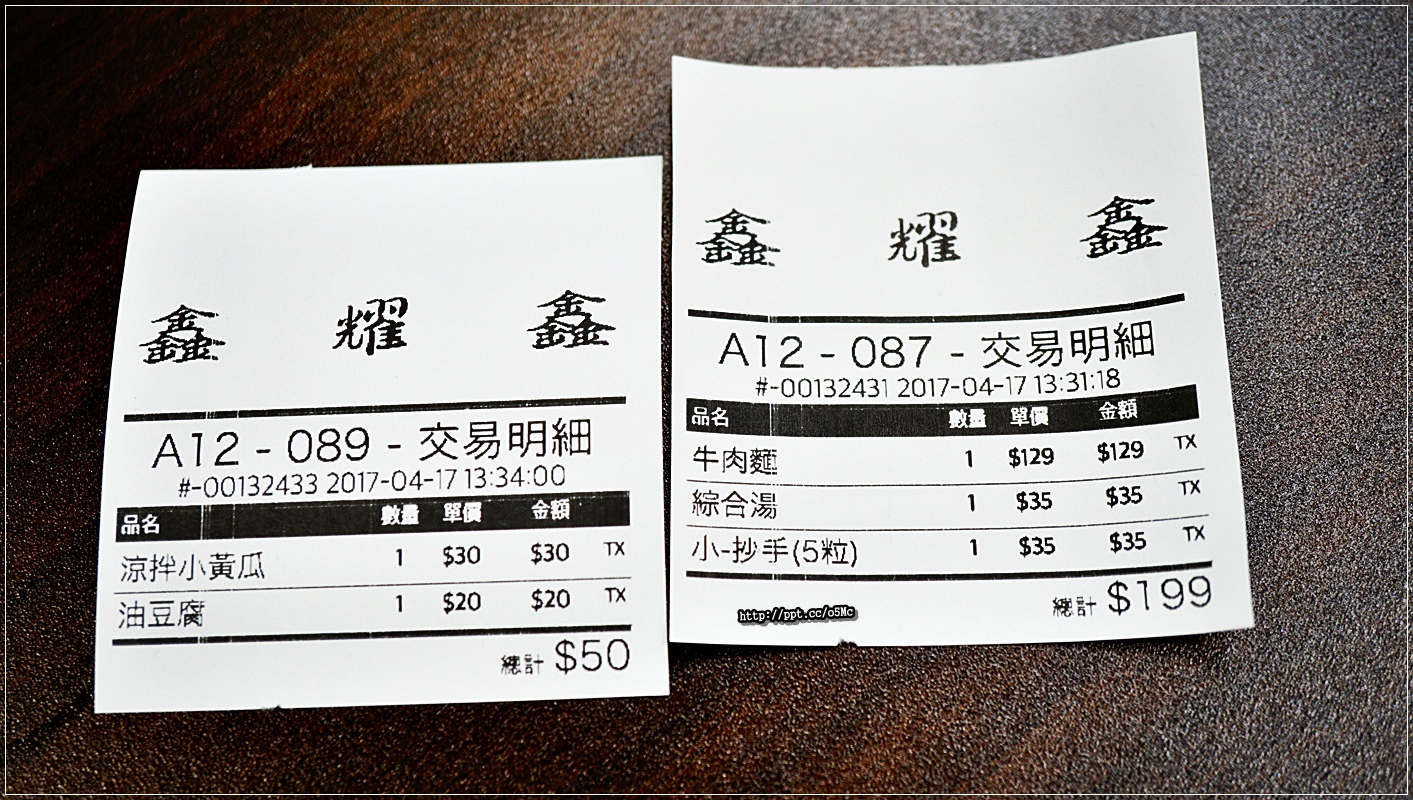 鑫 耀 鑫
A12 - 089 - 交易明細
#-00132433 2017-04-17 13:34:00
品名 數量 單價 金額
涼拌小黃瓜 1 $30 $30 TX
油豆腐 1 $20 $20 TX
總計 $50
鑫 耀 鑫
A12 - 087 - 交易明細
#-00132431 2017-04-17 13:31:18
品名 數量 單價 金額
牛肉麵 1 $129 $129 TX
綜合湯 1 $35 $35 TX
小-抄手(5粒) 1 $35 $35 TX
總計 $199
http://ppt.cc/o5Mc